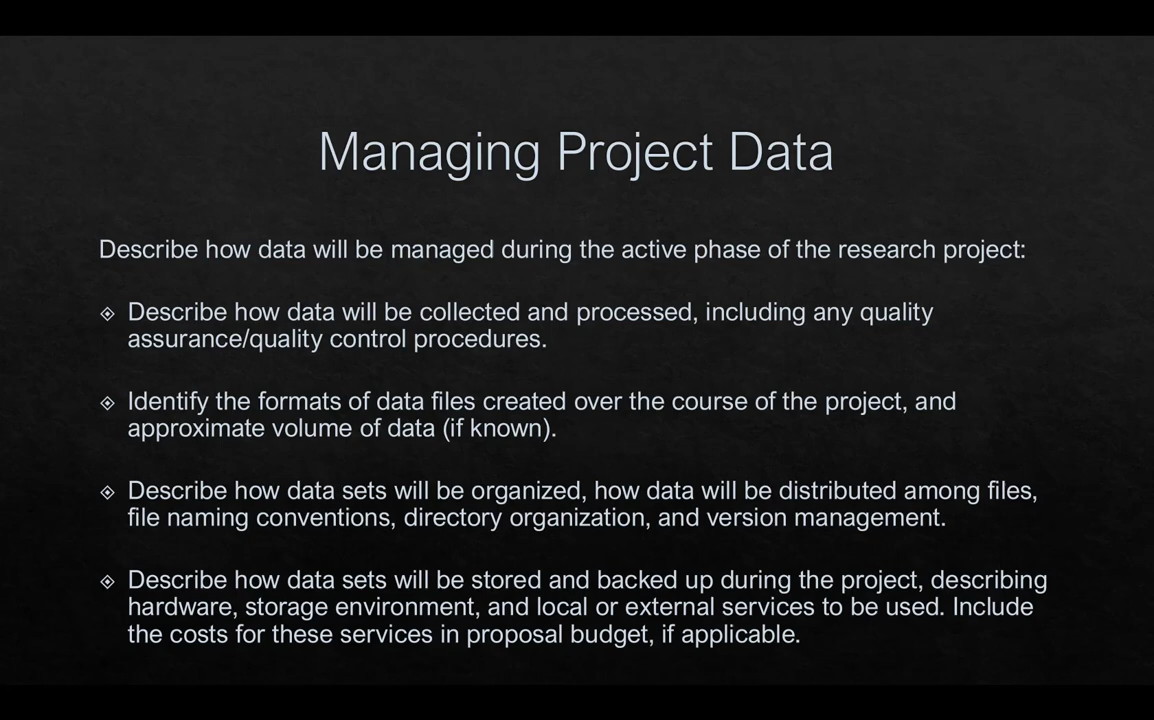 Managing Project Data
Describe how data will be managed during the active phase of the research project:
Describe how data will be collected and processed, including any quality
assurance/quality control procedures.
Identify the formats of data files created over the course of the project, and
approximate volume of data (if known).
Describe how data sets will be organized, how data will be distributed among files,
file naming conventions, directory organization, and version management.
Describe how data sets will be stored and backed up during the project, describing
hardware, storage environment, and local or external services to be used. Include
the costs for these services in proposal budget, if applicable.